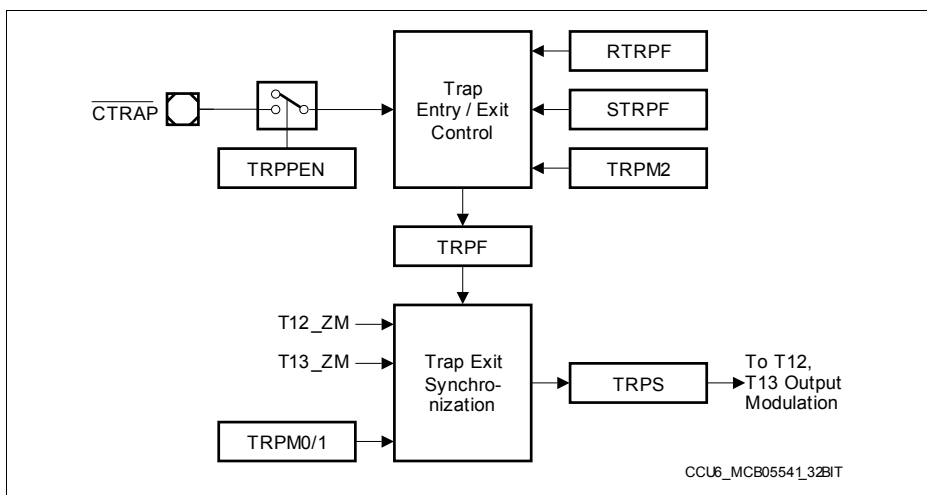 CTRAP
TRPPEN
Trap
Entry / Exit
Control
RTRPF
STRPF
TRPM2
TRPF
T12_ZM
T13_ZM
TRPM0/1
Trap Exit
Synchro-
nization
TRPS
To T12,
T13 Output
Modulation
CCU6_MCB05541_32BIT